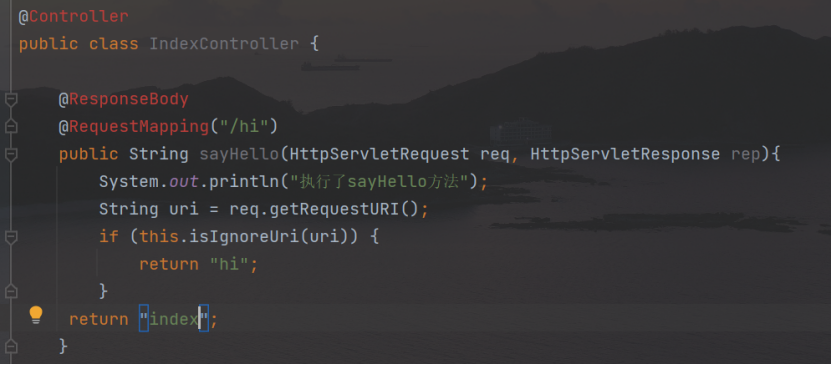 @Controller
public class IndexController {
@ResponseBody
@RequestMapping("/hi")
public String sayHello(HttpServletRequest req, HttpServletResponse rep){
System.out.println("执行了sayHello方法");
String uri = req.getRequestURI();
if (this.isIgnoreUri(uri)) {
return "hi";
}
return "index";
}